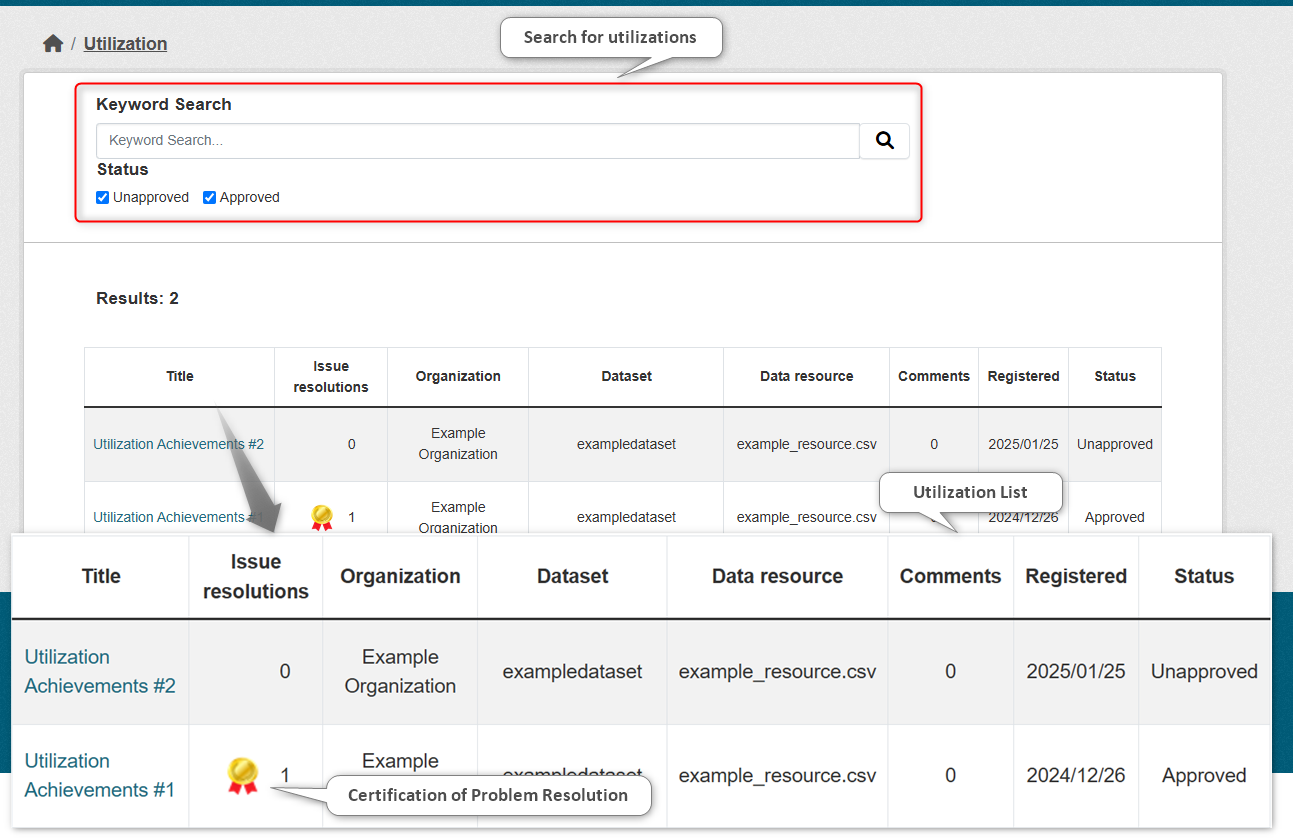 / Utilization
Search for utilizations
Keyword Search
Keyword Search...
Status
Unapproved Approved
Results: 2
Title Issue resolutions Organization Dataset Data resource Comments Registered Status
Utilization Achievements #2 0 Example Organization exampledataset example_resource.csv 0 2025/01/25 Unapproved
Utilization Achievements #1 1 Example Organization exampledataset example_resource.csv 2024/12/26 Approved
Utilization List
Title Issue resolutions Organization Dataset Data resource Comments Registered Status
Utilization Achievements #2 0 Example Organization exampledataset example_resource.csv 0 2025/01/25 Unapproved
Utilization Achievements #1 1 Example exampledataset example_resource.csv 0 2024/12/26 Approved
Certification of Problem Resolution